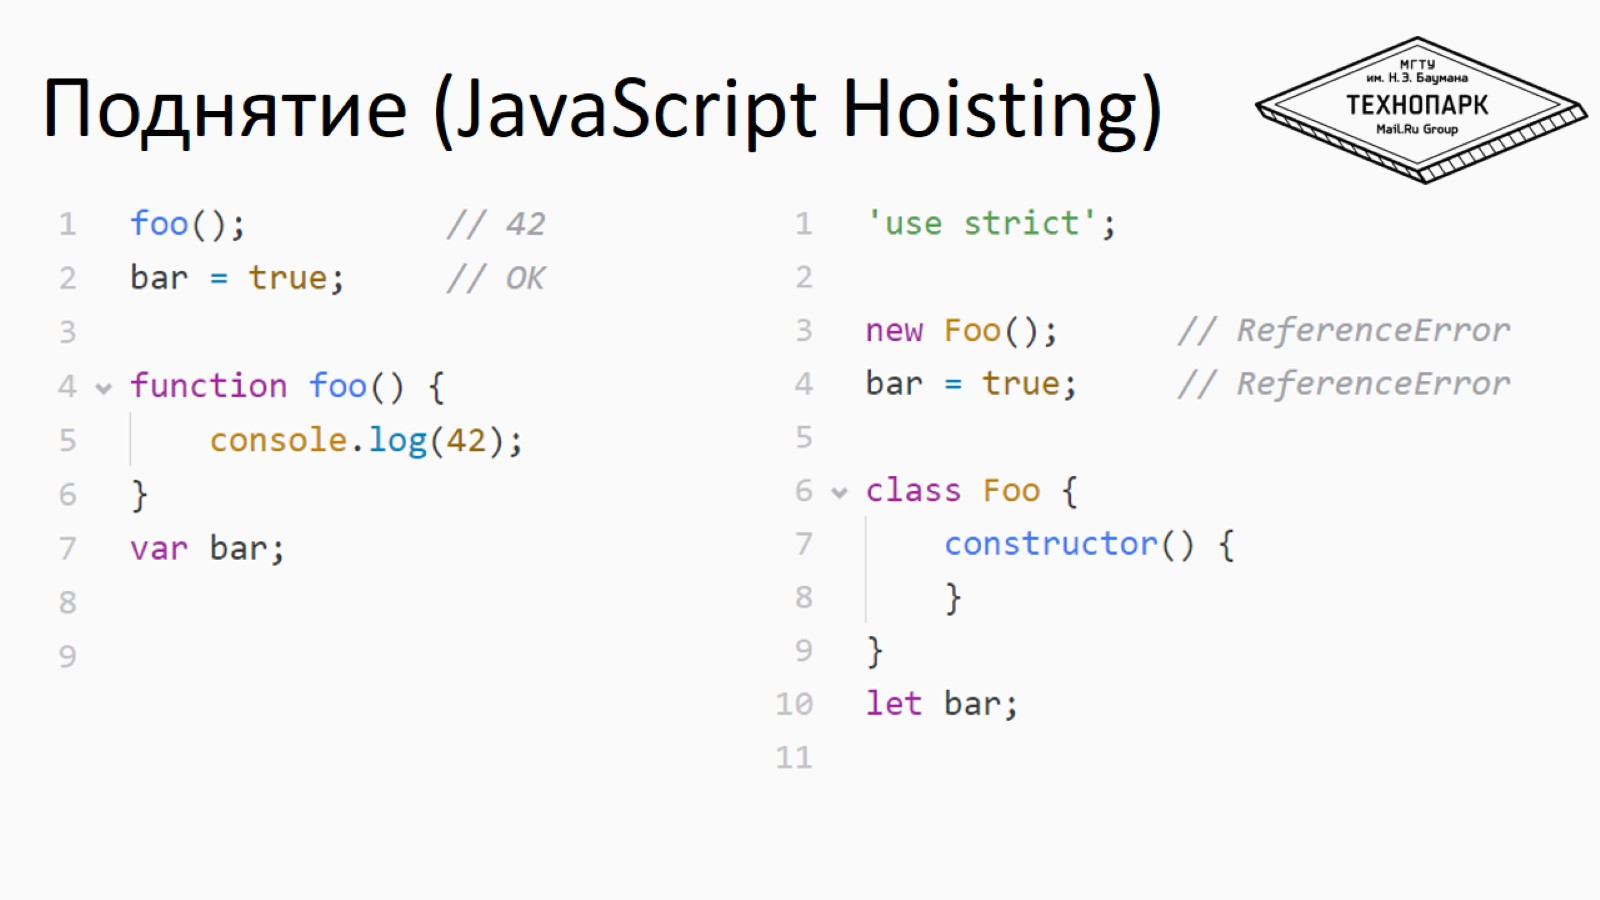 Поднятие (JavaScript Hoisting)
МГТУ
им. Н.Э. Баумана
ТЕХНОПАРК
Mail.Ru Group
1 foo(); // 42
2 bar = true; // OK
3
4 function foo() {
5 console.log(42);
6 }
7 var bar;
8
9
1 'use strict';
2
3 new Foo(); // ReferenceError
4 bar = true; // ReferenceError
5
6 class Foo {
7 constructor() {
8 }
9 }
10 let bar;
11